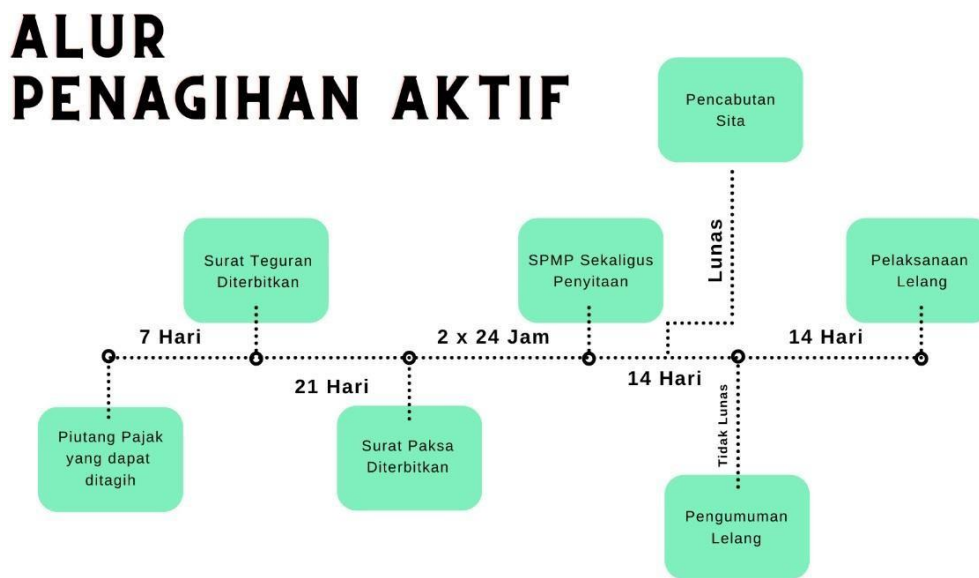 ALUR
PENAGIHAN AKTIF
Pencabutan
Sita
Surat Teguran
Diterbitkan
SPMP Sekaligus
Penyitaan
Lunas
Pelaksanaan
Lelang
7 Hari
2 x 24 Jam
14 Hari
21 Hari
14 Hari
Tidak Lunas
Piutang Pajak
yang dapat
ditagih
Surat Paksa
Diterbitkan
Pengumuman
Lelang